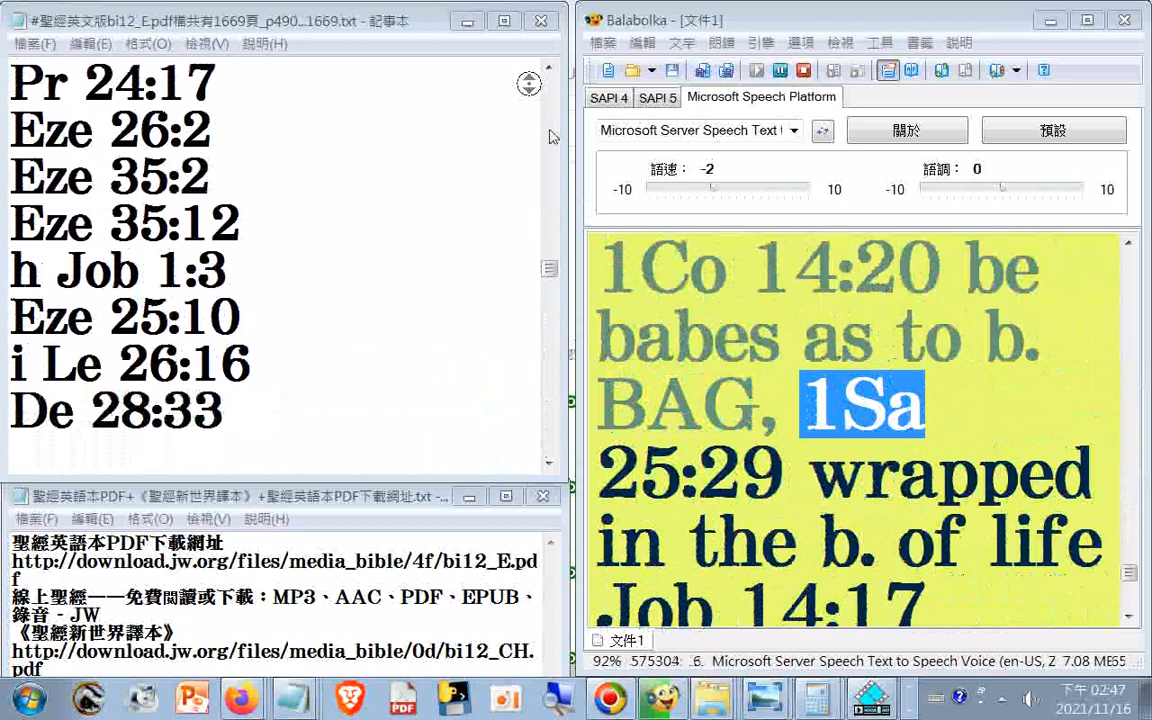 #聖經英文版bi12_E.pdf橫共有1669頁_p490...1669.txt - 記事本
檔案(F) 編輯(E) 格式(O) 檢視(V) 說明(H)
Pr 24:17
Eze 26:2
Eze 35:2
Eze 35:12
h Job 1:3
Eze 25:10
i Le 26:16
De 28:33
聖經英語本PDF+《聖經新世界譯本》+聖經英語本PDF下載網址.txt -...
檔案(F) 編輯(E) 格式(O) 檢視(V) 說明(H)
聖經英語本PDF下載網址
http://download.jw.org/files/media_bible/4f/bi12_E.pd
f
線上聖經——免費閱讀或下載：MP3、AAC、PDF、EPUB、
錄音 - JW
《聖經新世界譯本》
http://download.jw.org/files/media_bible/0d/bi12_CH.
pdf
Balabolka - [文件1]
檔案 編輯 文字 朗讀 引擎 選項 檢視 工具 書籤 說明
SAPI 4 SAPI 5 Microsoft Speech Platform
Microsoft Server Speech Text 關於 預設
語速： -2 語調： 0
-10 10 -10 10
1Co 14:20 be
babes as to b.
BAG, 1Sa
25:29 wrapped
in the b. of life
Job 14:17
文件1
92% 575304 Microsoft Server Speech Text to Speech Voice (en-US, Z 7.08 ME
PDF
下午 02:47
2021/11/16